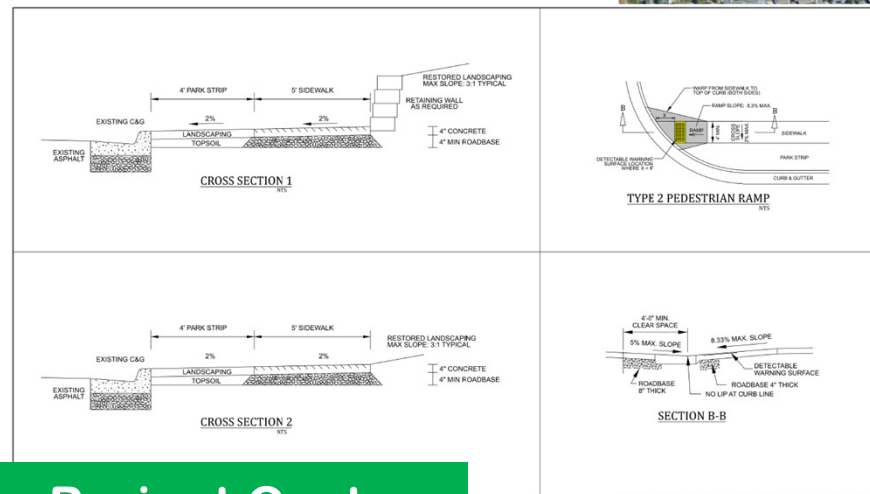 4' PARK STRIP
5' SIDEWALK
RESTORED LANDSCAPING
MAX SLOPE: 3:1 TYPICAL
RETAINING WALL
AS REQUIRED
EXISTING C&G
2%
2%
LANDSCAPING
TOPSOIL
4" CONCRETE
4" MIN ROADBASE
EXISTING
ASPHALT
CROSS SECTION 1
NTS
WARP FROM SIDEWALK TO
TOP OF CURB (BOTH SIDES)
RAMP SLOPE: 8.3% MAX.
B
B
X
RAMP
4' MIN.
CROSS
SLOPE
2% MAX.
SIDEWALK
DETECTABLE WARNING
SURFACE LOCATION
WHERE X < 5'
PARK STRIP
CURB & GUTTER
TYPE 2 PEDESTRIAN RAMP
NTS
4' PARK STRIP
5' SIDEWALK
RESTORED LANDSCAPING
MAX SLOPE: 3:1 TYPICAL
EXISTING C&G
2%
2%
LANDSCAPING
TOPSOIL
4" CONCRETE
4" MIN ROADBASE
EXISTING
ASPHALT
CROSS SECTION 2
NTS
4'-0" MIN.
CLEAR SPACE
5% MAX. SLOPE
8.33% MAX. SLOPE
DETECTABLE
WARNING SURFACE
ROADBASE
8" THICK
ROADBASE 4" THICK
NO LIP AT CURB LINE
SECTION B-B